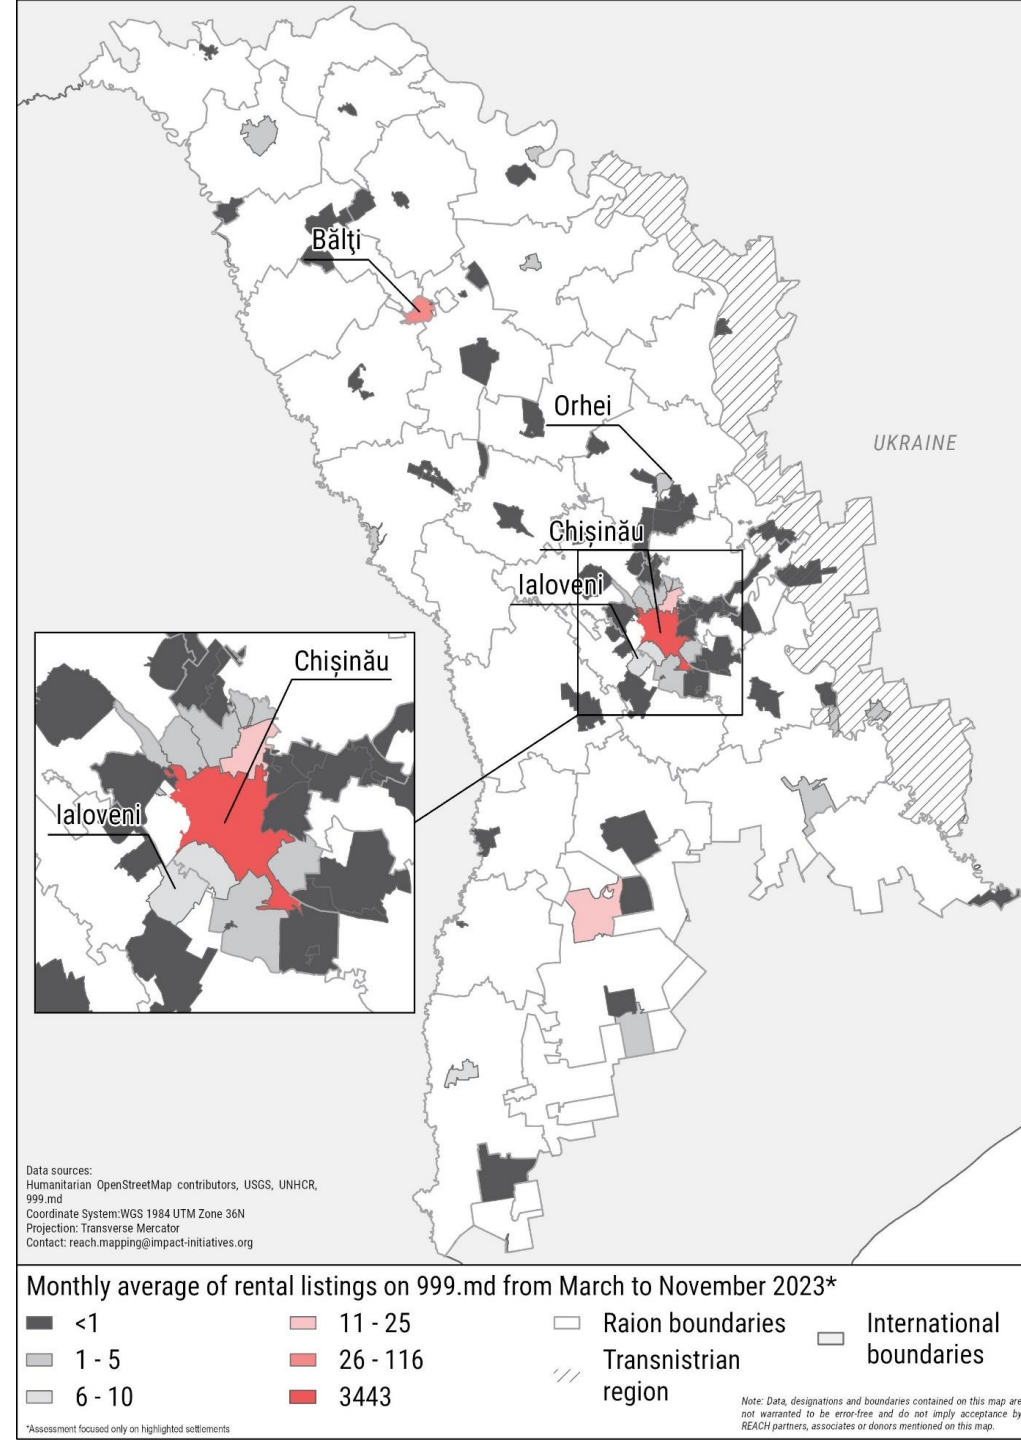 Bălţi
Orhei
UKRAINE
Chișinău
Ialoveni
Chișinău
Ialoveni
Data sources:
Humanitarian OpenStreetMap contributors, USGS, UNHCR,
999.md
Coordinate System:WGS 1984 UTM Zone 36N
Projection: Transverse Mercator
Contact: reach.mapping@impact-initiatives.org
Monthly average of rental listings on 999.md from March to November 2023*
<1
1 - 5
6 - 10
11 - 25
26 - 116
3443
Raion boundaries
Transnistrian
region
International
boundaries
*Assessment focused only on highlighted settlements
Note: Data, designations and boundaries contained on this map are
not warranted to be error-free and do not imply acceptance by
REACH partners, associates or donors mentioned on this map.